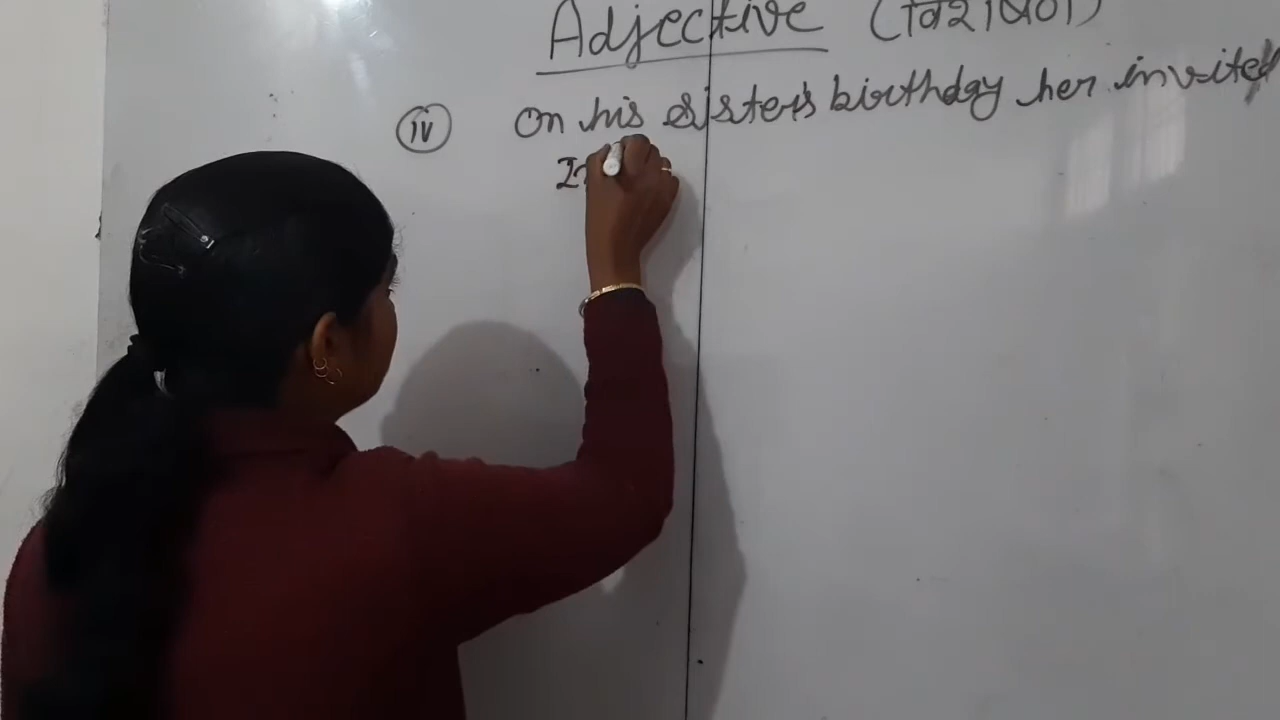 Adjective (विशेषण)
(iv) On his sister's birthday her invited